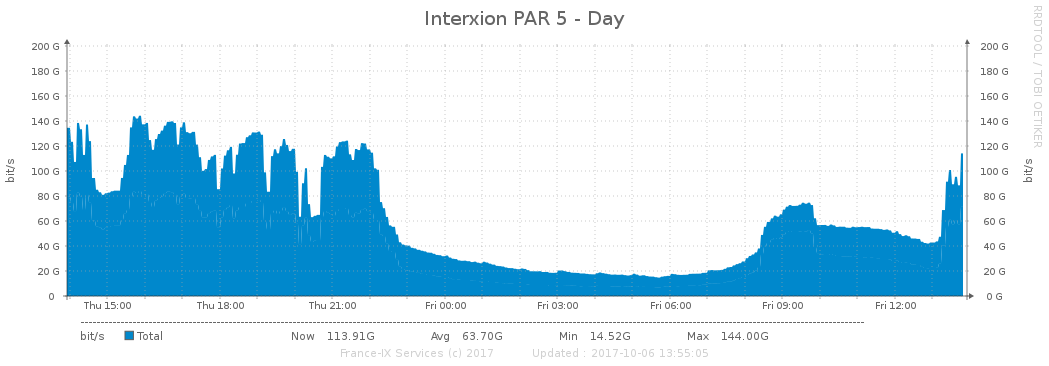 Interxion PAR 5 - Day
RRDTOOL / TOBI OETIKER
200 G 200 G
180 G 180 G
160 G 160 G
140 G 140 G
120 G 120 G
100 G 100 G
80 G 80 G
60 G 60 G
40 G 40 G
20 G 20 G
0 0 G
bit/s
bit/s
Thu 15:00 Thu 18:00 Thu 21:00 Fri 00:00 Fri 03:00 Fri 06:00 Fri 09:00 Fri 12:00
bit/s Total Now 113.91G Avg 63.70G Min 14.52G Max 144.00G
France-IX Services (c) 2017 Updated : 2017-10-06 13:55:05